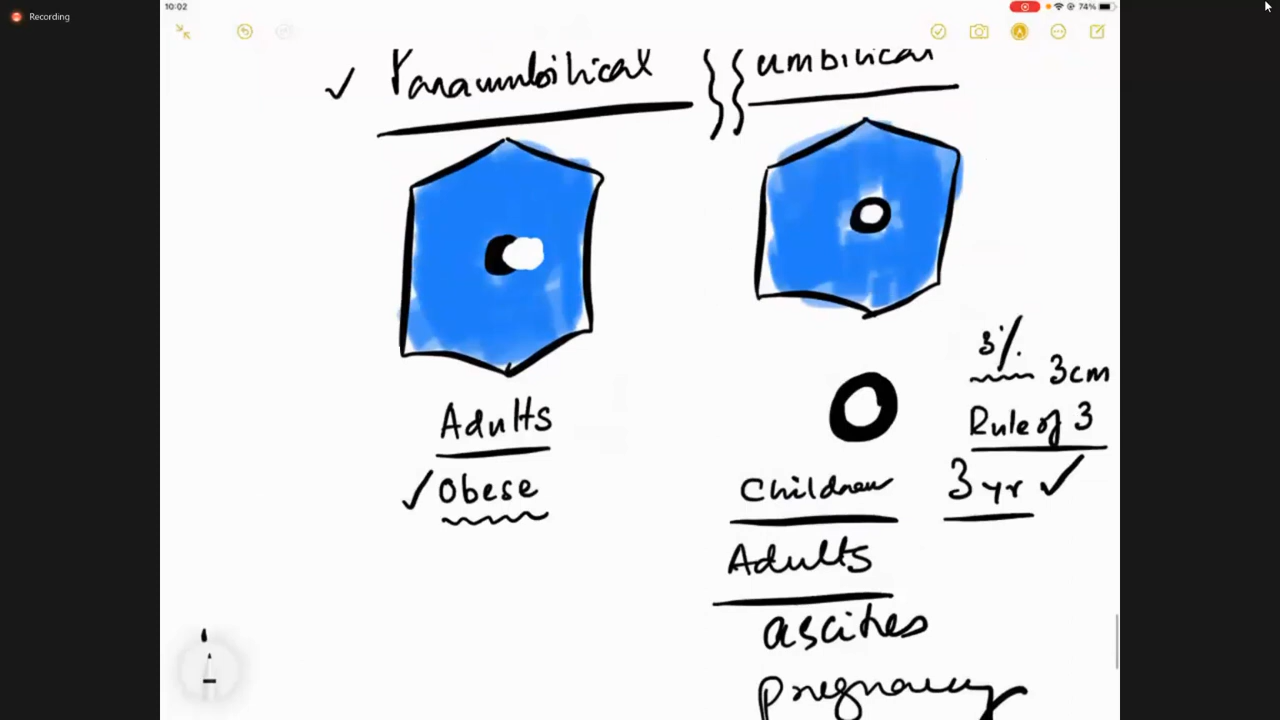 Recording
10:02
74%
Paraumbilical
umbilical
3%.
3cm
Rule of 3
Adults
Obese
Children
3 yr
Adults
ascites
Pregnancy